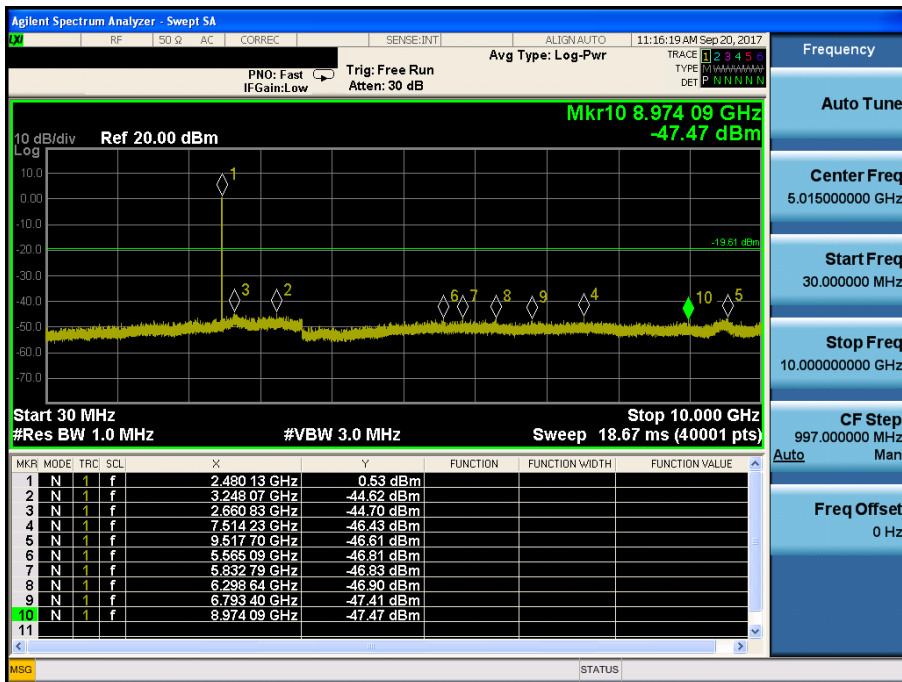 Agilent Spectrum Analyzer - Swept SA
LXI RF 50 Ω AC CORREC SENSE:INT ALIGNAUTO 11:16:19 AM Sep 20, 2017
Avg Type: Log-Pwr TRACE 1 2 3 4 5 6
PNO: Fast Trig: Free Run TYPE M W W W W W
IFGain:Low Atten: 30 dB DET P N N N N N
Mkr10 8.974 09 GHz
10 dB/div Ref 20.00 dBm -47.47 dBm
Log
10.0
0.00
-10.0
-20.0
-30.0
-40.0
-50.0
-60.0
-70.0
-19.61 dBm
1
3 2 6 7 8 9 4 10 5
Start 30 MHz Stop 10.000 GHz
#Res BW 1.0 MHz #VBW 3.0 MHz Sweep 18.67 ms (40001 pts)
MKR MODE TRC SCL X Y FUNCTION FUNCTION WIDTH FUNCTION VALUE
1 N 1 f 2.480 13 GHz 0.53 dBm
2 N 1 f 3.248 07 GHz -44.62 dBm
3 N 1 f 2.660 83 GHz -44.70 dBm
4 N 1 f 7.514 23 GHz -46.43 dBm
5 N 1 f 9.517 70 GHz -46.61 dBm
6 N 1 f 5.565 09 GHz -46.81 dBm
7 N 1 f 5.832 79 GHz -46.83 dBm
8 N 1 f 6.298 64 GHz -46.90 dBm
9 N 1 f 6.793 40 GHz -47.41 dBm
10 N 1 f 8.974 09 GHz -47.47 dBm
11
MSG STATUS
Frequency
Auto Tune
Center Freq
5.015000000 GHz
Start Freq
30.000000 MHz
Stop Freq
10.000000000 GHz
CF Step
997.000000 MHz
Auto Man
Freq Offset
0 Hz